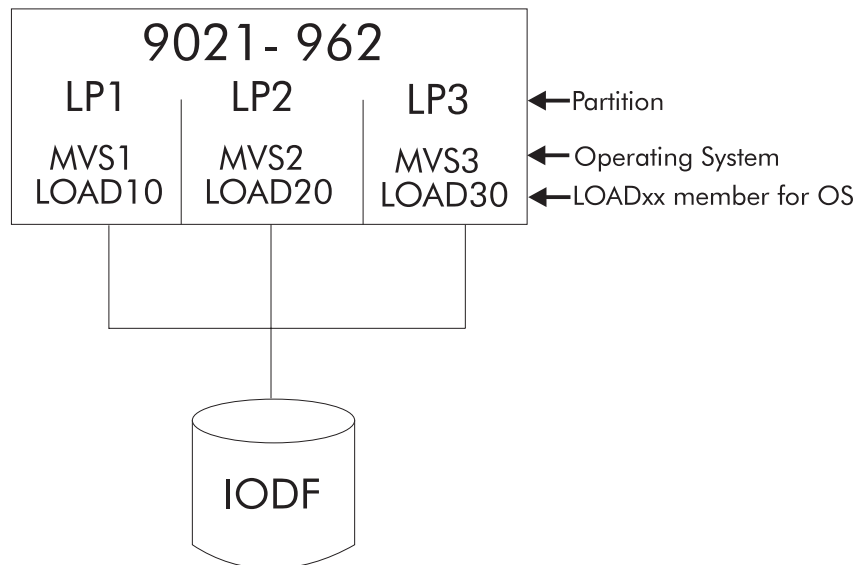 9021- 962
LP1 LP2 LP3 Partition
MVS1 MVS2 MVS3 Operating System
LOAD10 LOAD20 LOAD30 LOADxx member for OS
IODF